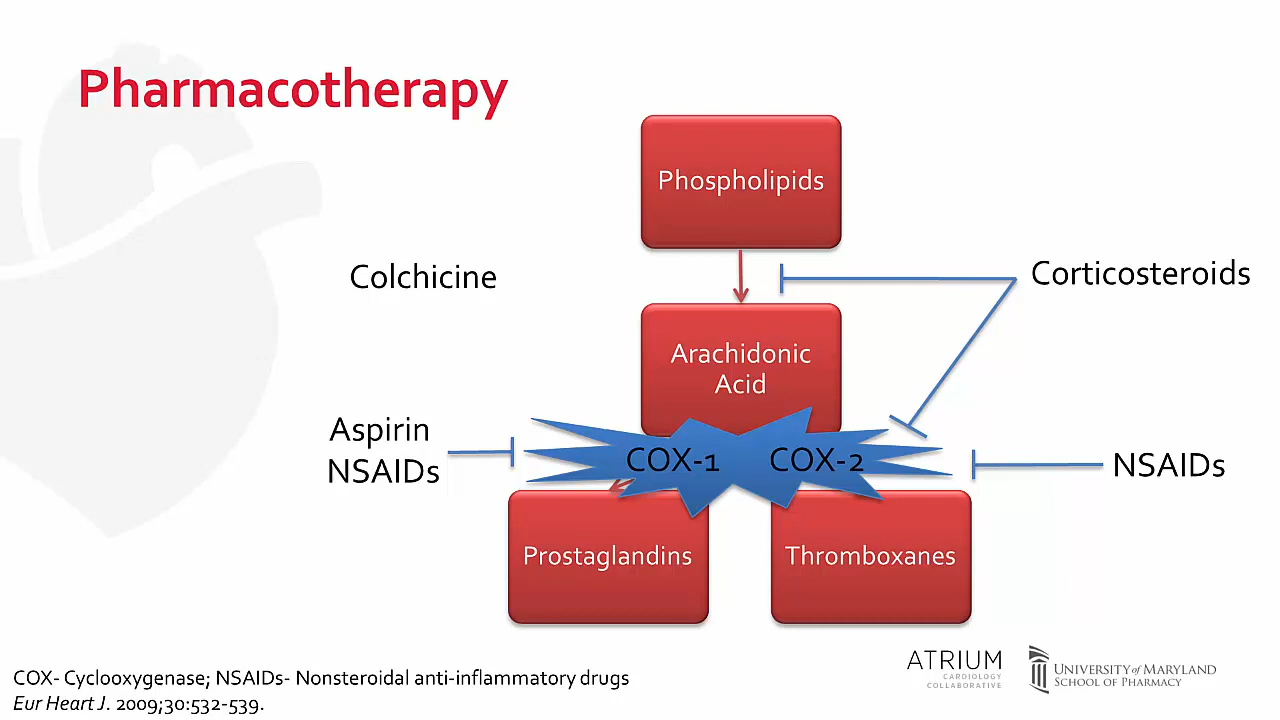 Pharmacotherapy
Phospholipids
Colchicine
Corticosteroids
Arachidonic
Acid
Aspirin
NSAIDs
COX-1
COX-2
NSAIDs
Prostaglandins
Thromboxanes
COX- Cyclooxygenase; NSAIDs- Nonsteroidal anti-inflammatory drugs
Eur Heart J. 2009;30:532-539.
ATRIUM
CARDIOLOGY
COLLABORATIVE
UNIVERSITY of MARYLAND
SCHOOL OF PHARMACY